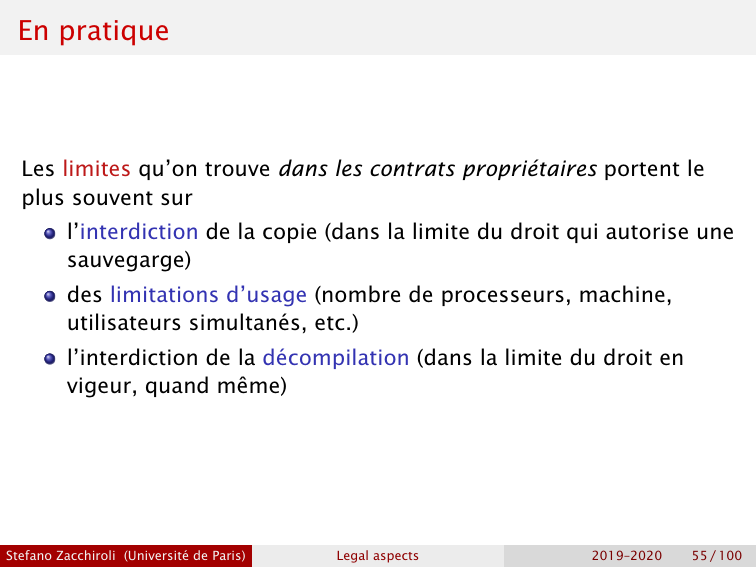 En pratique
Les limites qu’on trouve dans les contrats propriétaires portent le
plus souvent sur
l’interdiction de la copie (dans la limite du droit qui autorise une
sauvegarge)
des limitations d’usage (nombre de processeurs, machine,
utilisateurs simultanés, etc.)
l’interdiction de la décompilation (dans la limite du droit en
vigeur, quand même)
Stefano Zacchiroli (Université de Paris) Legal aspects 2019–2020 55 / 100